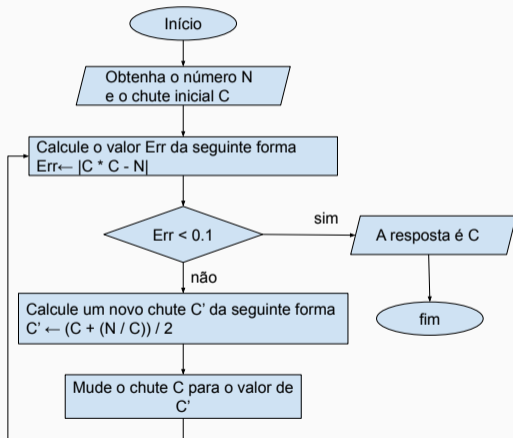 Início
Obtenha o número N
e o chute inicial C
Calcule o valor Err da seguinte forma
Err← |C * C - N|
Err < 0.1
sim
A resposta é C
não
fim
Calcule um novo chute C’ da seguinte forma
C’ ← (C + (N / C)) / 2
Mude o chute C para o valor de
C’